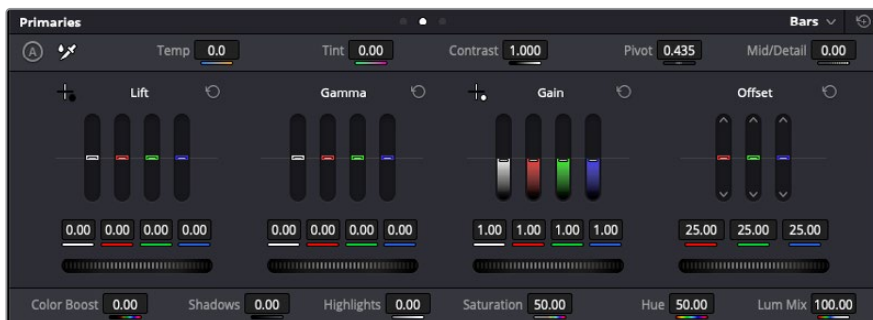 Primaries Bars
A Temp 0.0 Tint 0.00 Contrast 1.000 Pivot 0.435 Mid/Detail 0.00
Lift Gamma Gain Offset
0.00 0.00 0.00 0.00 0.00 0.00 0.00 0.00 1.00 1.00 1.00 1.00 25.00 25.00 25.00
Color Boost 0.00 Shadows 0.00 Highlights 0.00 Saturation 50.00 Hue 50.00 Lum Mix 100.00